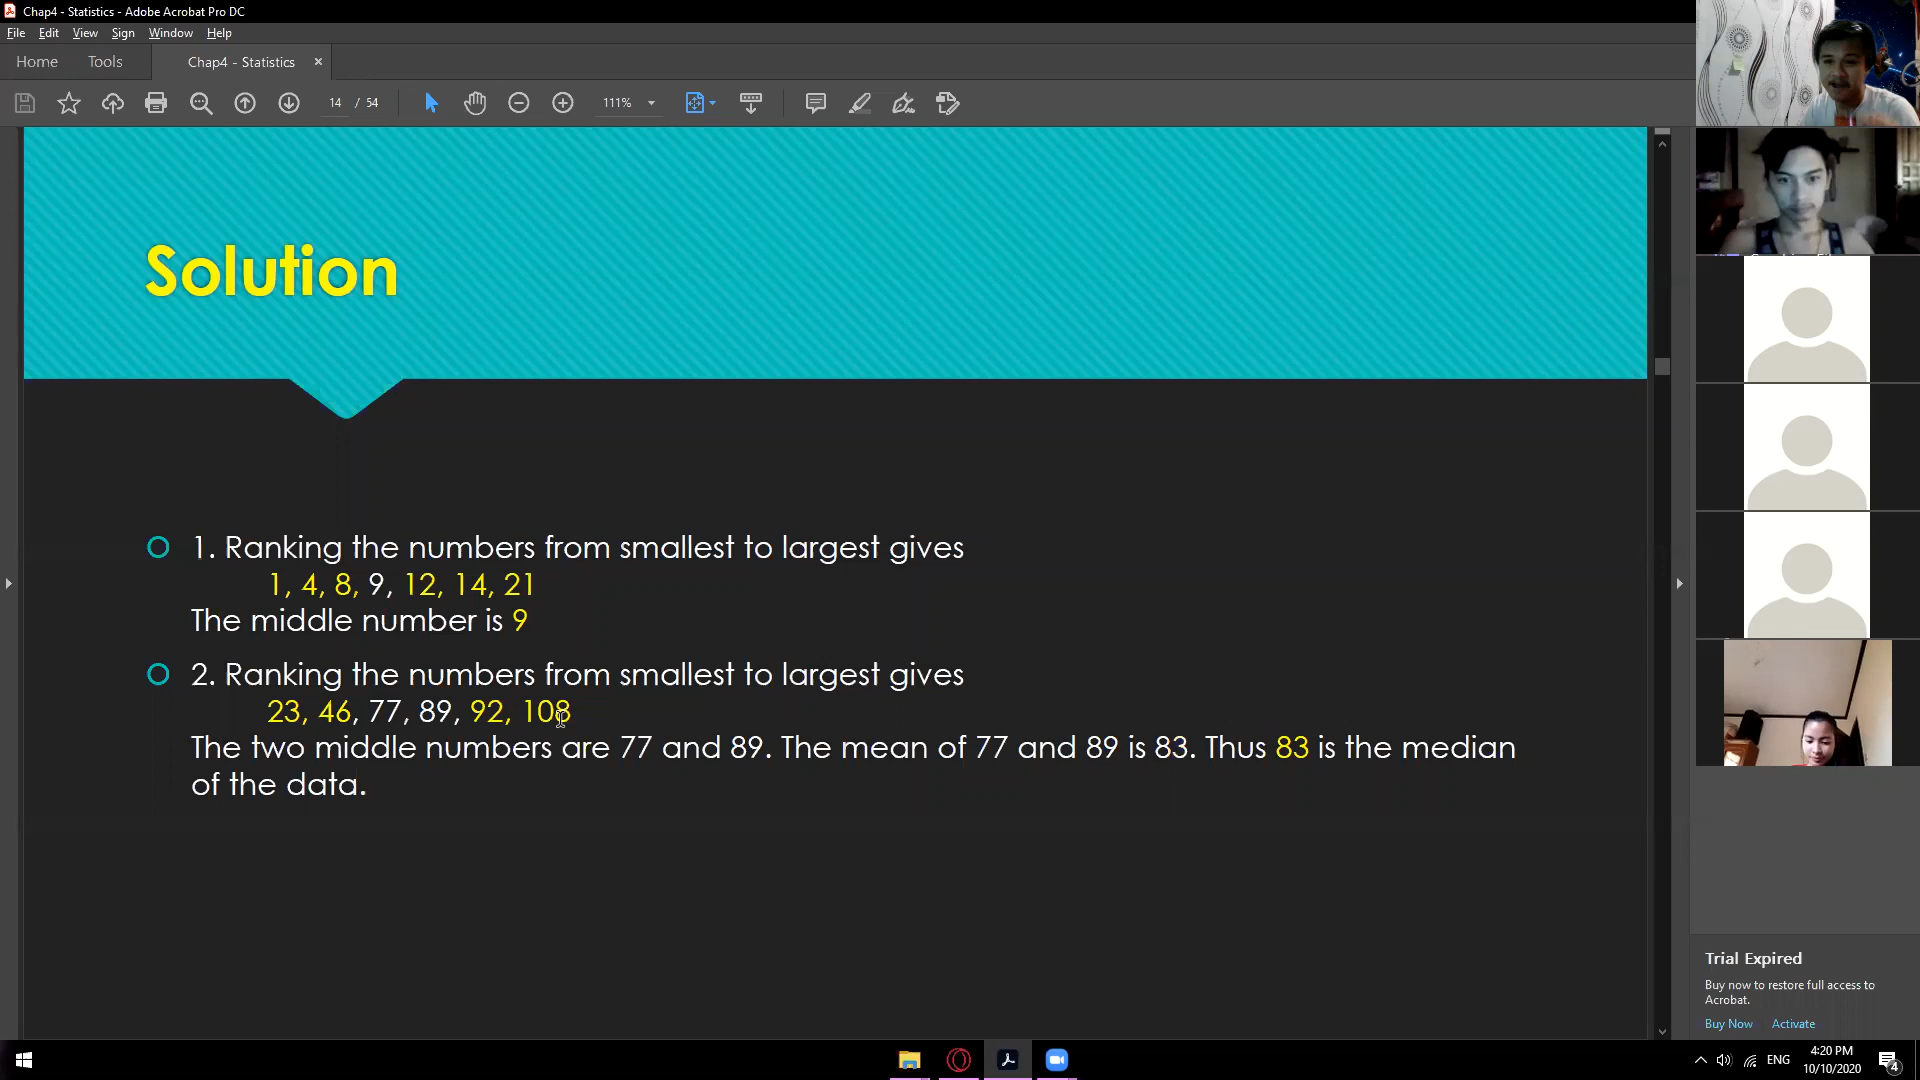 Chap4 - Statistics - Adobe Acrobat Pro DC
File Edit View Sign Window Help
Home Tools Chap4 - Statistics ×
14 / 54 111%
Solution
1. Ranking the numbers from smallest to largest gives
1, 4, 8, 9, 12, 14, 21
The middle number is 9
2. Ranking the numbers from smallest to largest gives
23, 46, 77, 89, 92, 108
The two middle numbers are 77 and 89. The mean of 77 and 89 is 83. Thus 83 is the median
of the data.
Trial Expired
Buy now to restore full access to
Acrobat.
Buy Now Activate
ENG
4:20 PM
10/10/2020
4